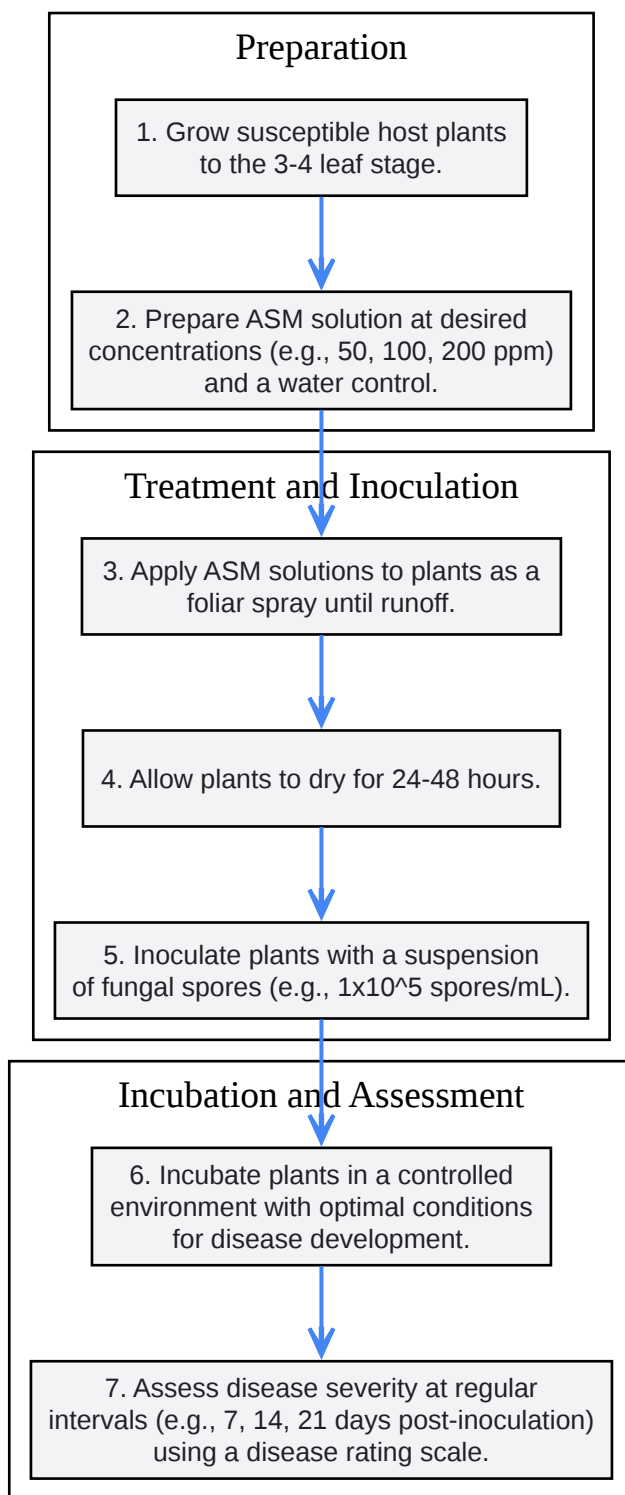 Preparation
1. Grow susceptible host plants
to the 3-4 leaf stage.
2. Prepare ASM solution at desired
concentrations (e.g., 50, 100, 200 ppm)
and a water control.
Treatment and Inoculation
3. Apply ASM solutions to plants as a
foliar spray until runoff.
4. Allow plants to dry for 24-48 hours.
5. Inoculate plants with a suspension
of fungal spores (e.g., 1x10^5 spores/mL).
Incubation and Assessment
6. Incubate plants in a controlled
environment with optimal conditions
for disease development.
7. Assess disease severity at regular
intervals (e.g., 7, 14, 21 days post-inoculation)
using a disease rating scale.